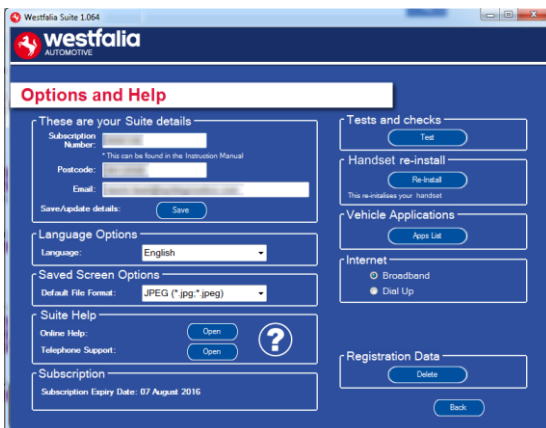 Westfalia Suite 1.064
westfalia
AUTOMOTIVE
Options and Help
These are your Suite details
Subscription Number:
* This can be found in the Instruction Manual
Postcode:
Email:
Save/update details:
Save
Language Options
Language:
English
Saved Screen Options
Default File Format:
JPEG (*.jpg;*.jpeg)
Suite Help
Online Help:
Open
Telephone Support:
Open
?
Subscription
Subscription Expiry Date: 07 August 2016
Tests and checks
Test
Handset re-install
Re-Install
This re-initalises your handset
Vehicle Applications
Apps List
Internet
Broadband
Dial Up
Registration Data
Delete
Back